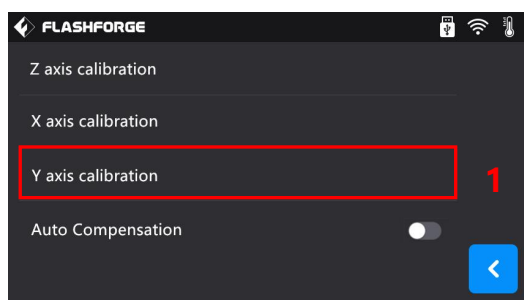 FLASHFORGE
Z axis calibration
X axis calibration
Y axis calibration
1
Auto Compensation